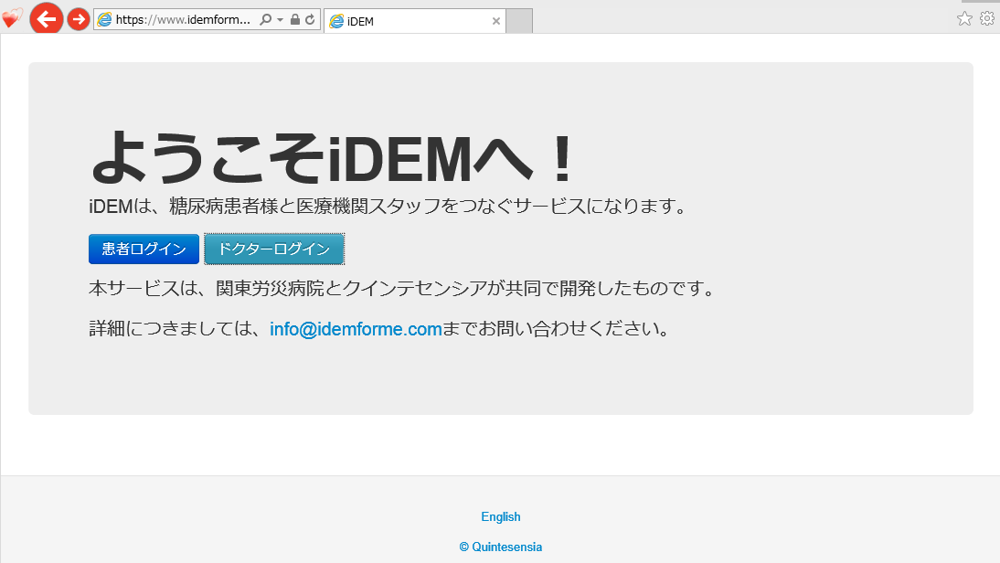 https://www.idemform...
iDEM
ようこそiDEMへ！
iDEMは、糖尿病患者様と医療機関スタッフをつなぐサービスになります。
患者ログイン ドクターログイン
本サービスは、関東労災病院とクインテセンシアが共同で開発したものです。
詳細につきましては、info@idemforme.comまでお問い合わせください。
English
© Quintesensia